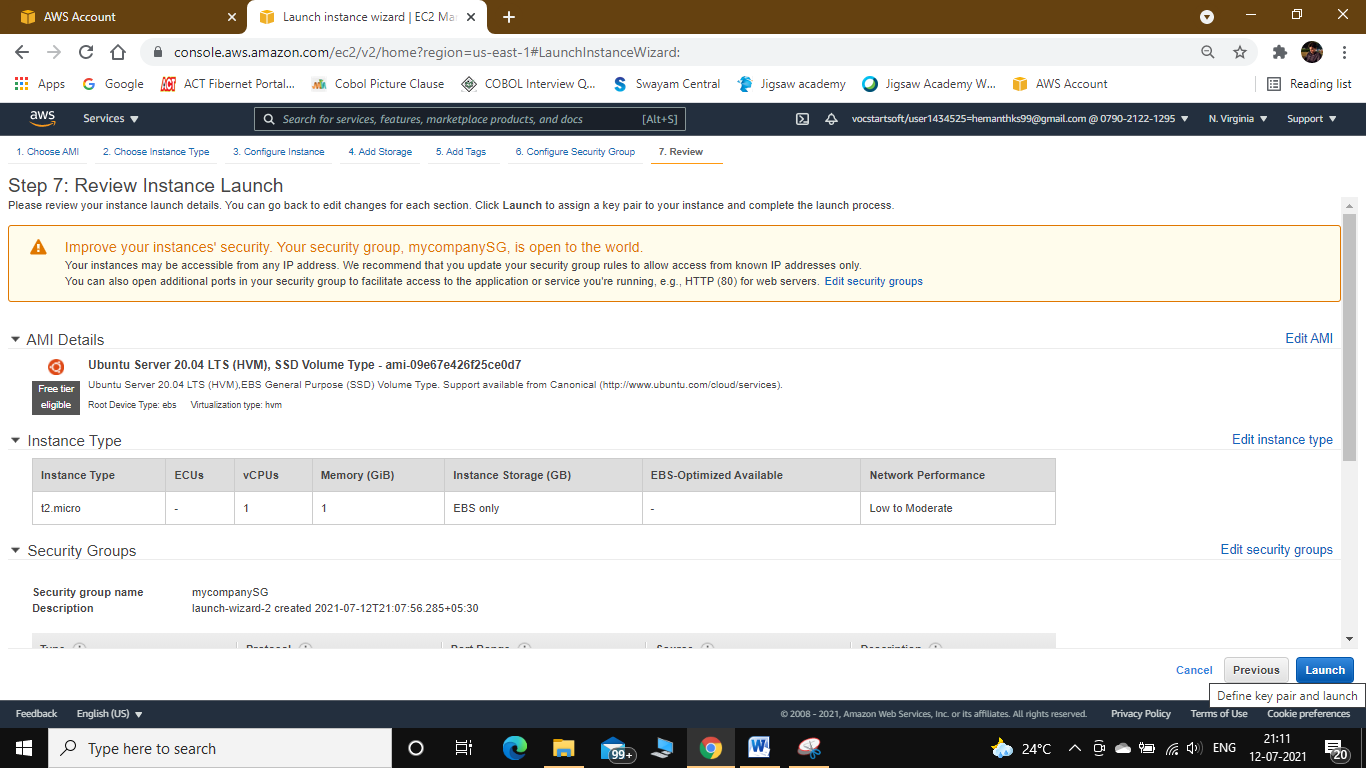 AWS Account
Launch instance wizard | EC2 Ma
console.aws.amazon.com/ec2/v2/home?region=us-east-1#LaunchInstanceWizard:
Apps Google ACT Fibernet Portal... Cobol Picture Clause COBOL Interview Q... Swayam Central Jigsaw academy Jigsaw Academy W... AWS Account Reading list
aws Services Search for services, features, marketplace products, and docs [Alt+S] vocstartsoft/user1434525=hemanthks99@gmail.com @ 0790-2122-1295 N. Virginia Support
1. Choose AMI 2. Choose Instance Type 3. Configure Instance 4. Add Storage 5. Add Tags 6. Configure Security Group 7. Review
Step 7: Review Instance Launch
Please review your instance launch details. You can go back to edit changes for each section. Click Launch to assign a key pair to your instance and complete the launch process.
Improve your instances' security. Your security group, mycompanySG, is open to the world.
Your instances may be accessible from any IP address. We recommend that you update your security group rules to allow access from known IP addresses only.
You can also open additional ports in your security group to facilitate access to the application or service you're running, e.g., HTTP (80) for web servers. Edit security groups
AMI Details Edit AMI
Ubuntu Server 20.04 LTS (HVM), SSD Volume Type - ami-09e67e426f25ce0d7
Free tier eligible
Ubuntu Server 20.04 LTS (HVM),EBS General Purpose (SSD) Volume Type. Support available from Canonical (http://www.ubuntu.com/cloud/services).
Root Device Type: ebs Virtualization type: hvm
Instance Type Edit instance type
Instance Type ECUs vCPUs Memory (GiB) Instance Storage (GB) EBS-Optimized Available Network Performance
t2.micro - 1 1 EBS only - Low to Moderate
Security Groups Edit security groups
Security group name mycompanySG
Description launch-wizard-2 created 2021-07-12T21:07:56.285+05:30
Type Protocol Port Range Source Description
Cancel Previous Launch
Define key pair and launch
Feedback English (US) © 2008 - 2021, Amazon Web Services, Inc. or its affiliates. All rights reserved. Privacy Policy Terms of Use Cookie preferences
Type here to search 99+ 24°C ENG 21:11
12-07-2021 20